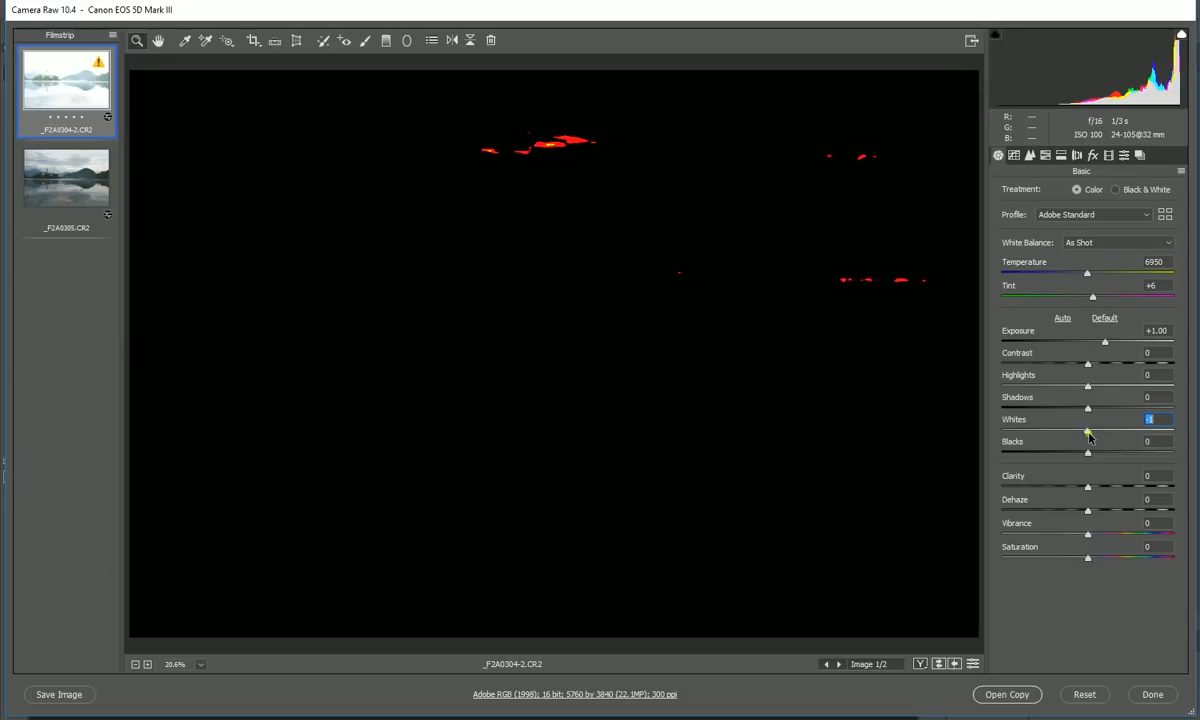 Camera Raw 10.4 - Canon EOS 5D Mark III
Filmstrip
_F2A0304-2.CR2
_F2A0305.CR2
R: ---
G: ---
B: ---
f/16 1/3 s
ISO 100 24-105@32 mm
Basic
Treatment: Color Black & White
Profile: Adobe Standard
White Balance: As Shot
Temperature 6950
Tint +6
Auto Default
Exposure +1.00
Contrast 0
Highlights 0
Shadows 0
Whites -1
Blacks 0
Clarity 0
Dehaze 0
Vibrance 0
Saturation 0
20.6% _F2A0304-2.CR2 Image 1/2 Y
Save Image Adobe RGB (1998); 16 bit; 5760 by 3840 (22.1MP); 300 ppi Open Copy Reset Done